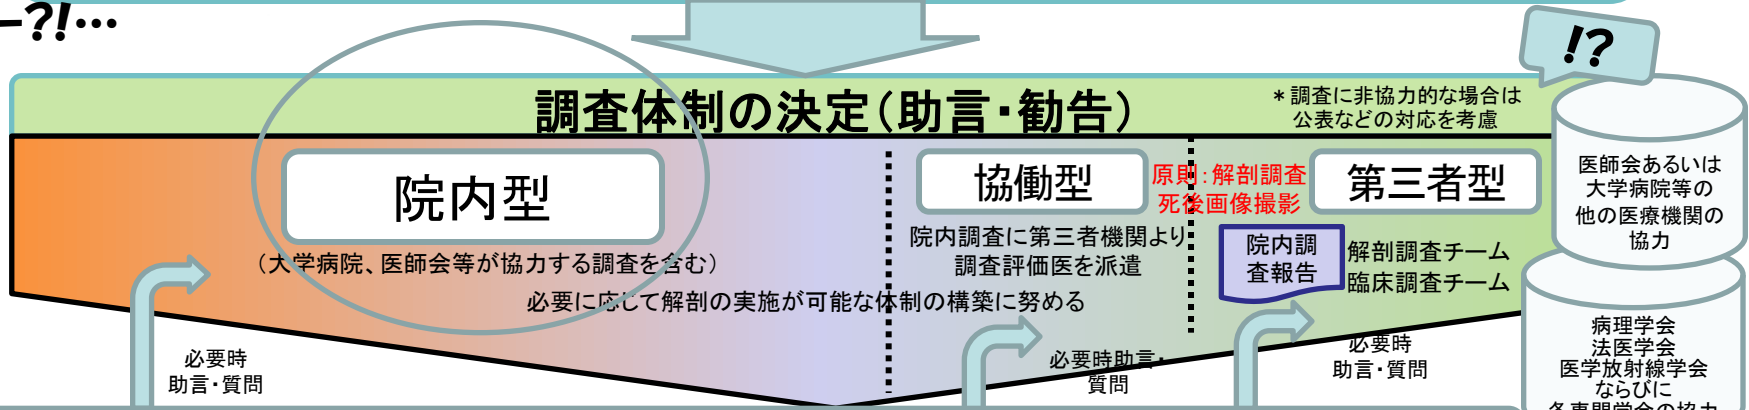 ー?!…
!?
調査体制の決定(助言・勧告)
*調査に非協力的な場合は
公表などの対応を考慮
院内型
(大学病院、医師会等が協力する調査を含む)
協働型
院内調査に第三者機関より
調査評価医を派遣
原則:解剖調査
死後画像撮影
第三者型
院内調
査報告
解剖調査チーム
臨床調査チーム
必要に応じて解剖の実施が可能な体制の構築に努める
必要時
助言・質問
必要時助言・
質問
必要時
助言・質問
医師会あるいは
大学病院等の
他の医療機関の
協力
病理学会
法医学会
医学放射線学会
ならびに
各専門学会の協力